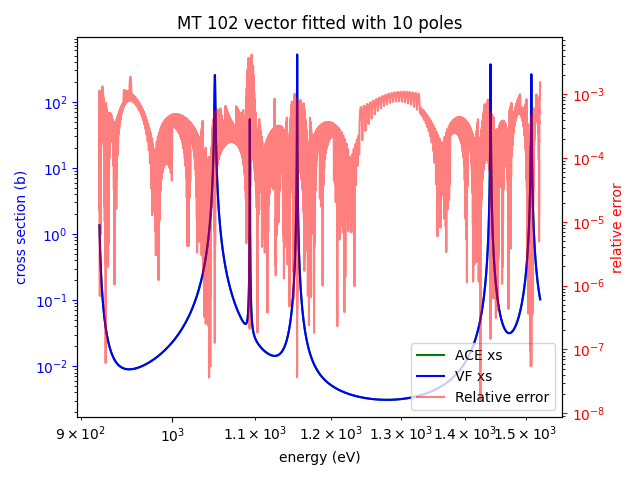 MT 102 vector fitted with 10 poles
cross section (b)
10²
10¹
10⁰
10⁻¹
10⁻²
10⁻³
10⁻⁴
10⁻⁵
10⁻⁶
10⁻⁷
10⁻⁸
relative error
ACE xs
VF xs
Relative error
9 × 10² 10³ 1.1 × 10³ 1.2 × 10³ 1.3 × 10³ 1.4 × 10³ 1.5 × 10³
energy (eV)